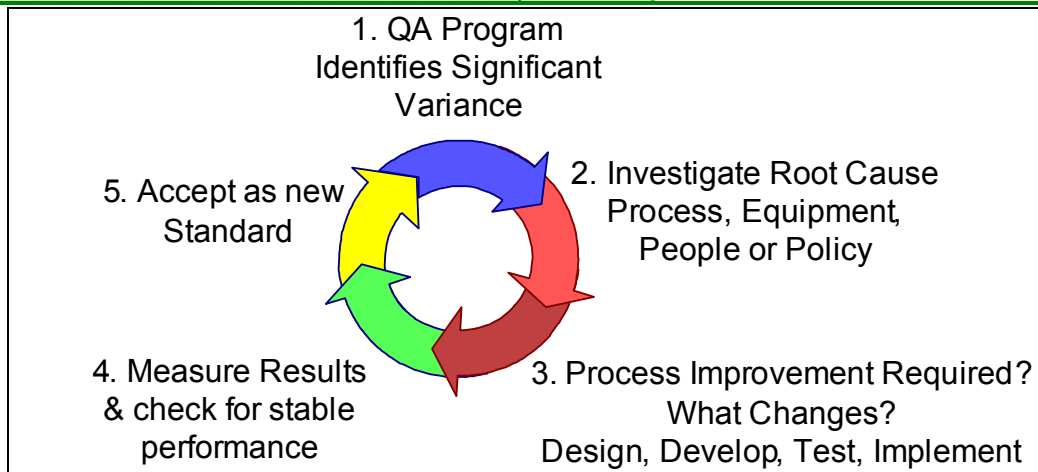 1. QA Program
Identifies Significant
Variance
2. Investigate Root Cause
Process, Equipment,
People or Policy
3. Process Improvement Required?
What Changes?
Design, Develop, Test, Implement
4. Measure Results
& check for stable
performance
5. Accept as new
Standard